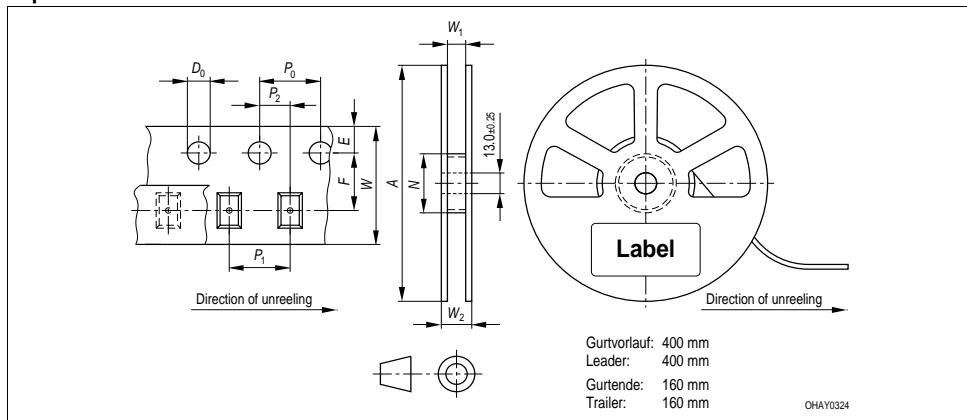 W1
D0
P0
P2
E
F
W
A
N
13.0±0.25
P1
W2
Label
Direction of unreeling
Direction of unreeling
Gurtvorlauf: 400 mm
Leader: 400 mm
Gurtende: 160 mm
Trailer: 160 mm
OHAY0324